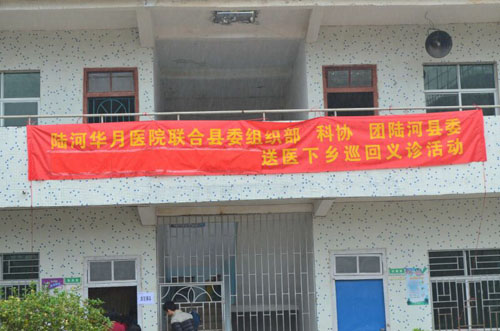 陆河华月医院联合县委组织部 科协 团陆河县委
送医下乡巡回义诊活动